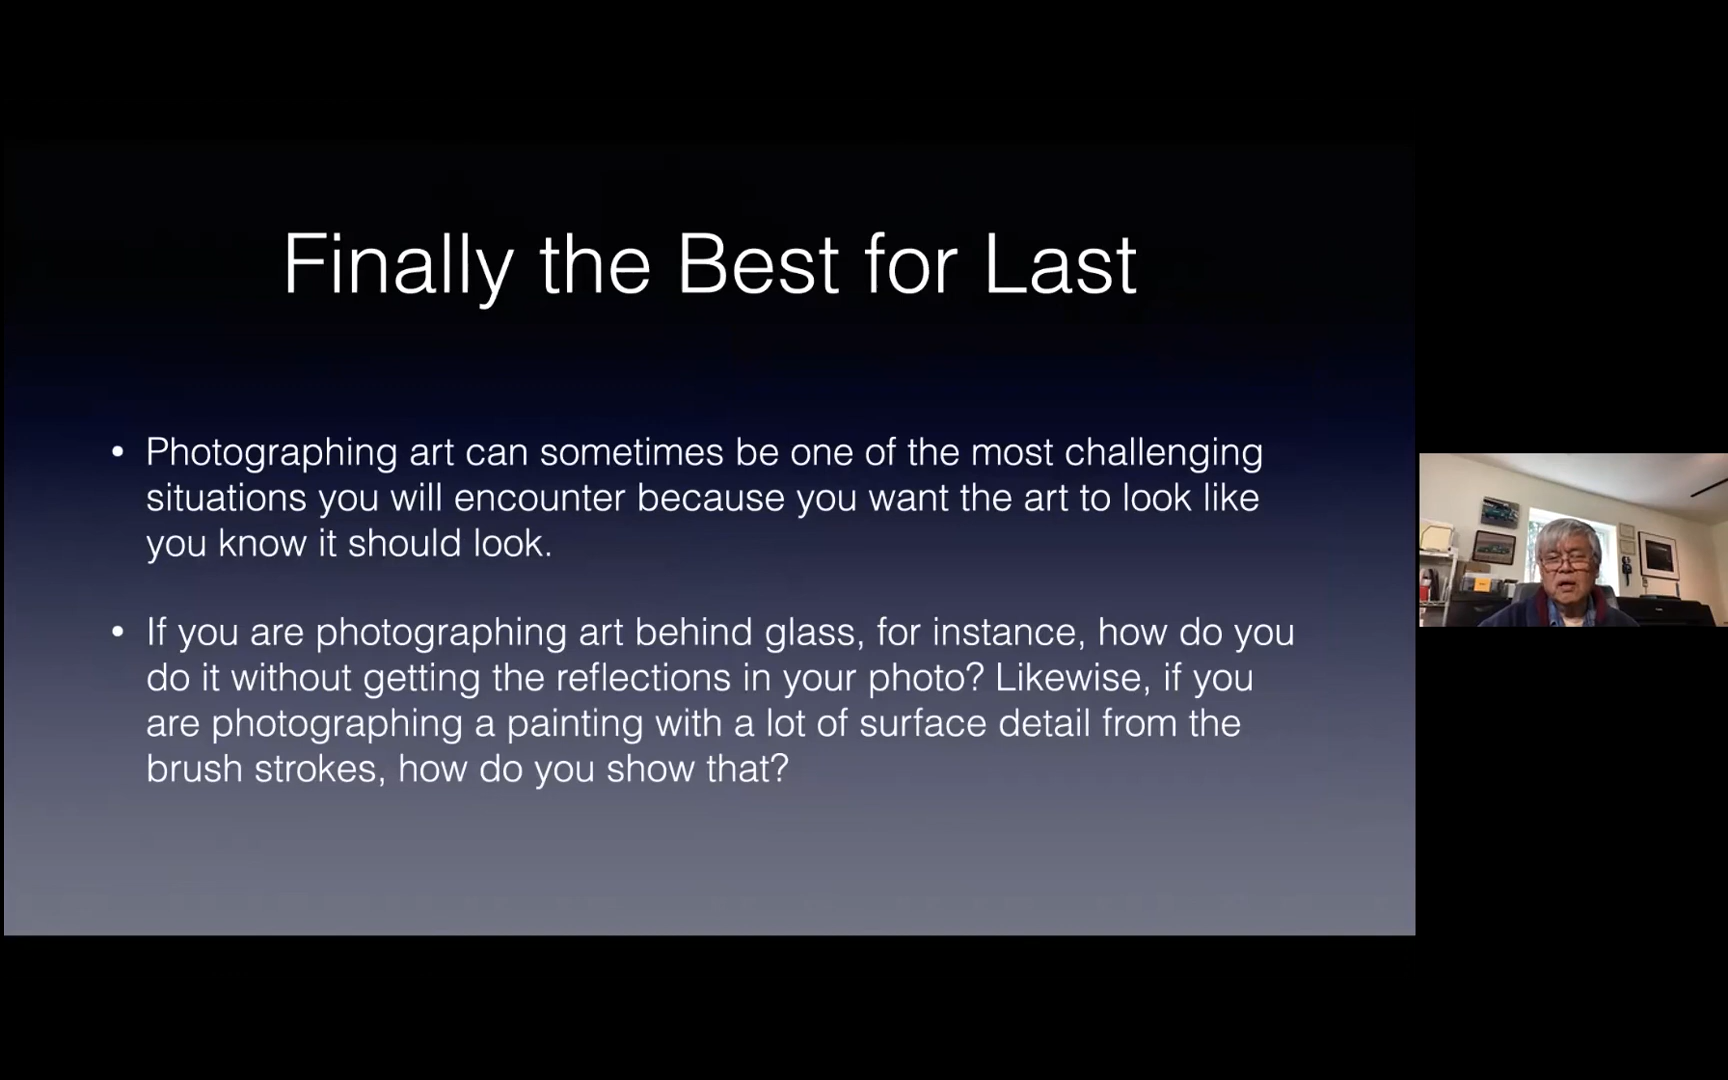 Finally the Best for Last
• Photographing art can sometimes be one of the most challenging
situations you will encounter because you want the art to look like
you know it should look.
• If you are photographing art behind glass, for instance, how do you
do it without getting the reflections in your photo? Likewise, if you
are photographing a painting with a lot of surface detail from the
brush strokes, how do you show that?